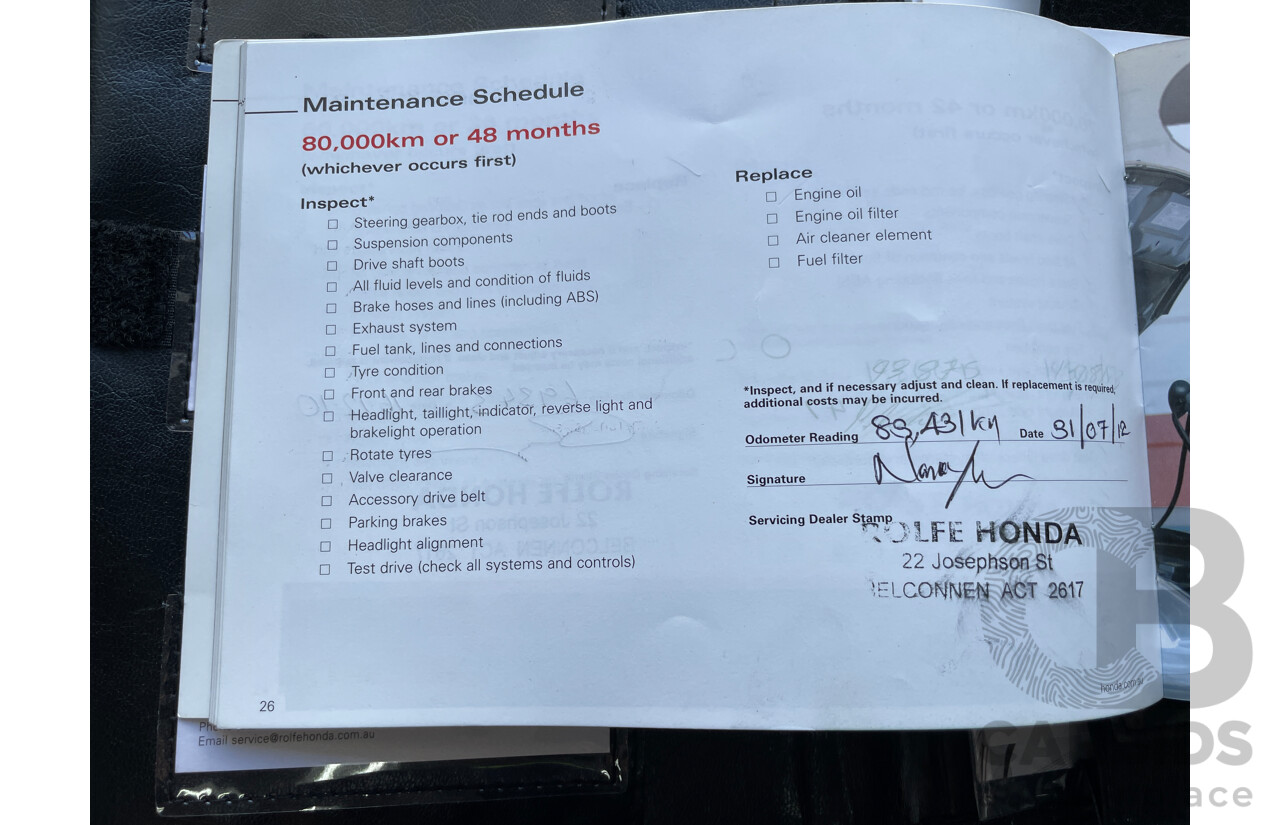 Maintenance Schedule
80,000km or 48 months
(whichever occurs first)
Inspect*
☐ Steering gearbox, tie rod ends and boots
☐ Suspension components
☐ Drive shaft boots
☐ All fluid levels and condition of fluids
☐ Brake hoses and lines (including ABS)
☐ Exhaust system
☐ Fuel tank, lines and connections
☐ Tyre condition
☐ Front and rear brakes
☐ Headlight, taillight, indicator, reverse light and
brakelight operation
☐ Rotate tyres
☐ Valve clearance
☐ Accessory drive belt
☐ Parking brakes
☐ Headlight alignment
☐ Test drive (check all systems and controls)
Replace
☐ Engine oil
☐ Engine oil filter
☐ Air cleaner element
☐ Fuel filter
*Inspect, and if necessary adjust and clean. If replacement is required,
additional costs may be incurred.
Odometer Reading Date 31/07/12
Signature
Servicing Dealer Stamp
ROLFE HONDA
22 Josephson St
BELCONNEN ACT 2617
26
Email service@rolfehonda.com.au